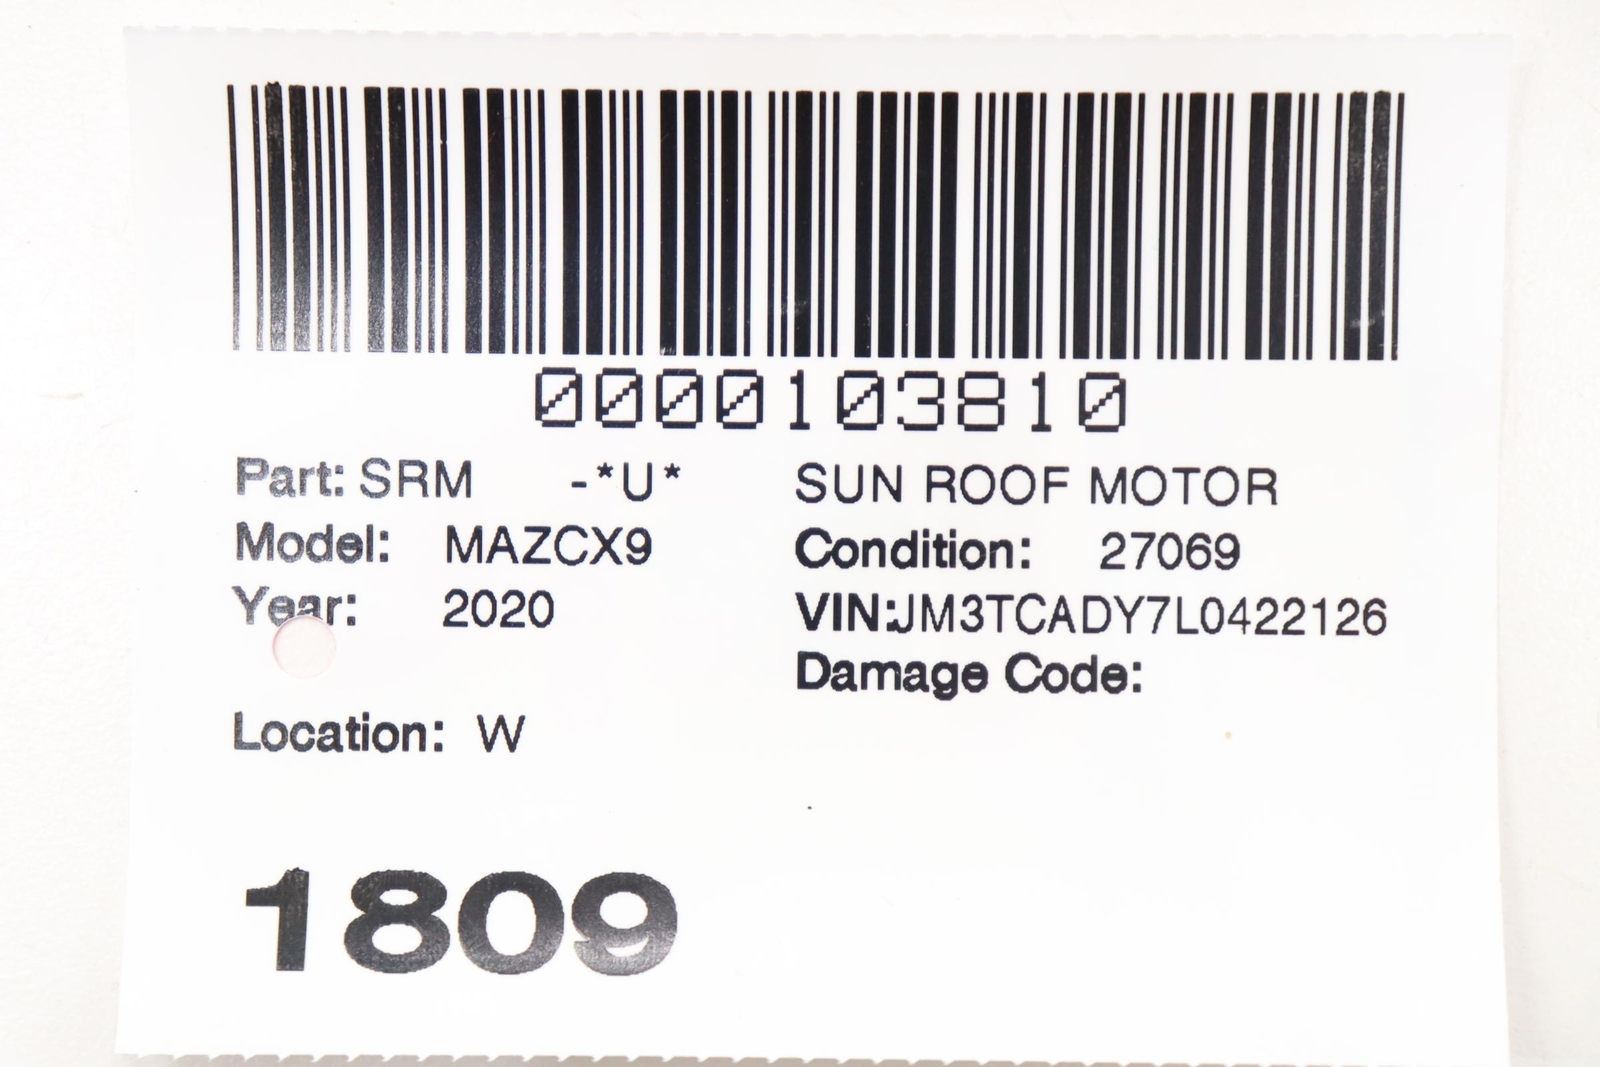 0000103810
Part: SRM -*U* SUN ROOF MOTOR
Model: MAZCX9 Condition: 27069
Year: 2020 VIN:JM3TCADY7L0422126
Damage Code:
Location: W
1809